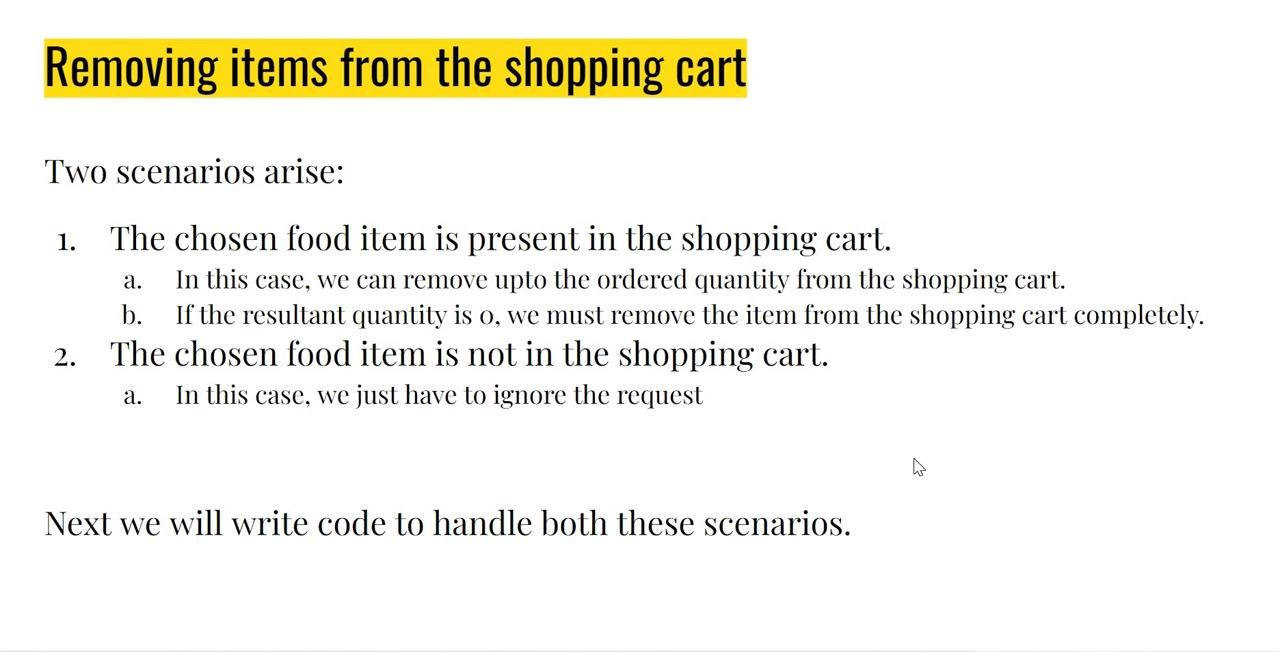 Removing items from the shopping cart
Two scenarios arise:
1. The chosen food item is present in the shopping cart.
a. In this case, we can remove upto the ordered quantity from the shopping cart.
b. If the resultant quantity is 0, we must remove the item from the shopping cart completely.
2. The chosen food item is not in the shopping cart.
a. In this case, we just have to ignore the request
Next we will write code to handle both these scenarios.